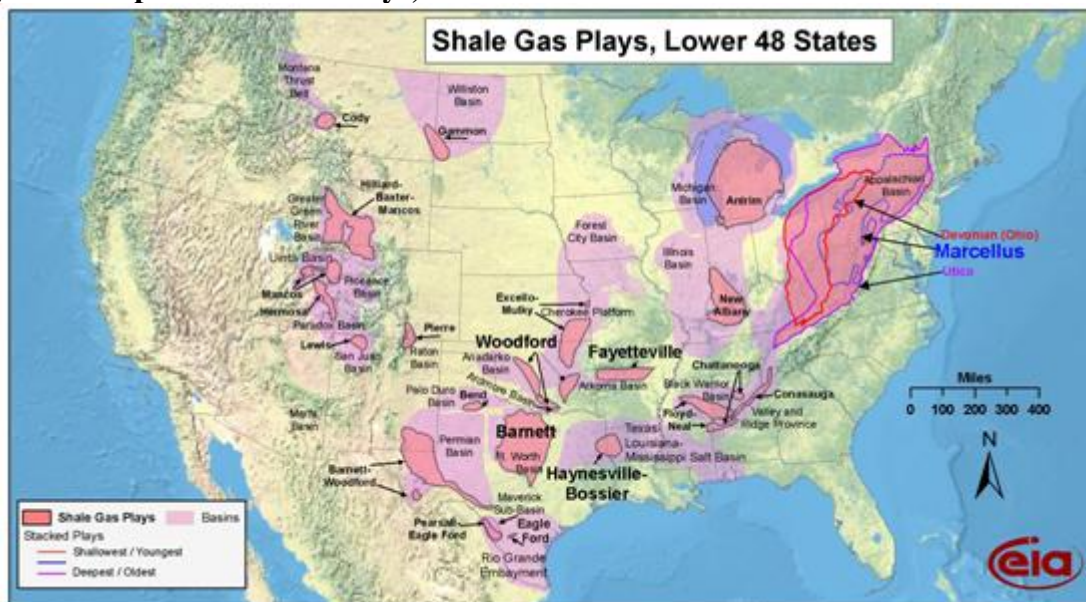 Shale Gas Plays, Lower 48 States
Montana
Thrust
Belt
Cody
Williston
Basin
Gammon
Hilliard-
Baxter-
Mancos
Greater
Green
River
Basin
Uinta Basin
Mancos
Piceance
Basin
Hermosa
Paradox Basin
Lewis
San Juan
Basin
Pierre
Raton
Basin
Forest
City Basin
Excello-
Mulky
Cherokee Platform
Woodford
Anadarko
Basin
Ardmore Basin
Arkoma Basin
Fayetteville
Palo Duro
Basin
Bend
Marfa
Basin
Permian
Basin
Barnett-
Woodford
Barnett
Ft. Worth
Basin
Haynesville-
Bossier
Texas-
Louisiana-
Mississippi Salt Basin
Maverick
Sub-Basin
Pearsall-
Eagle Ford
Eagle
Ford
Rio Grande
Embayment
Michigan
Basin
Antrim
Illinois
Basin
New
Albany
Appalachian
Basin
Devonian (Ohio)
Marcellus
Utica
Chattanooga
Black Warrior
Basin
Floyd-
Neal
Conasauga
Valley and
Ridge Province
Miles
0 100 200 300 400
N
Shale Gas Plays
Basins
Stacked Plays
Shallowest / Youngest
Deepest / Oldest
eia